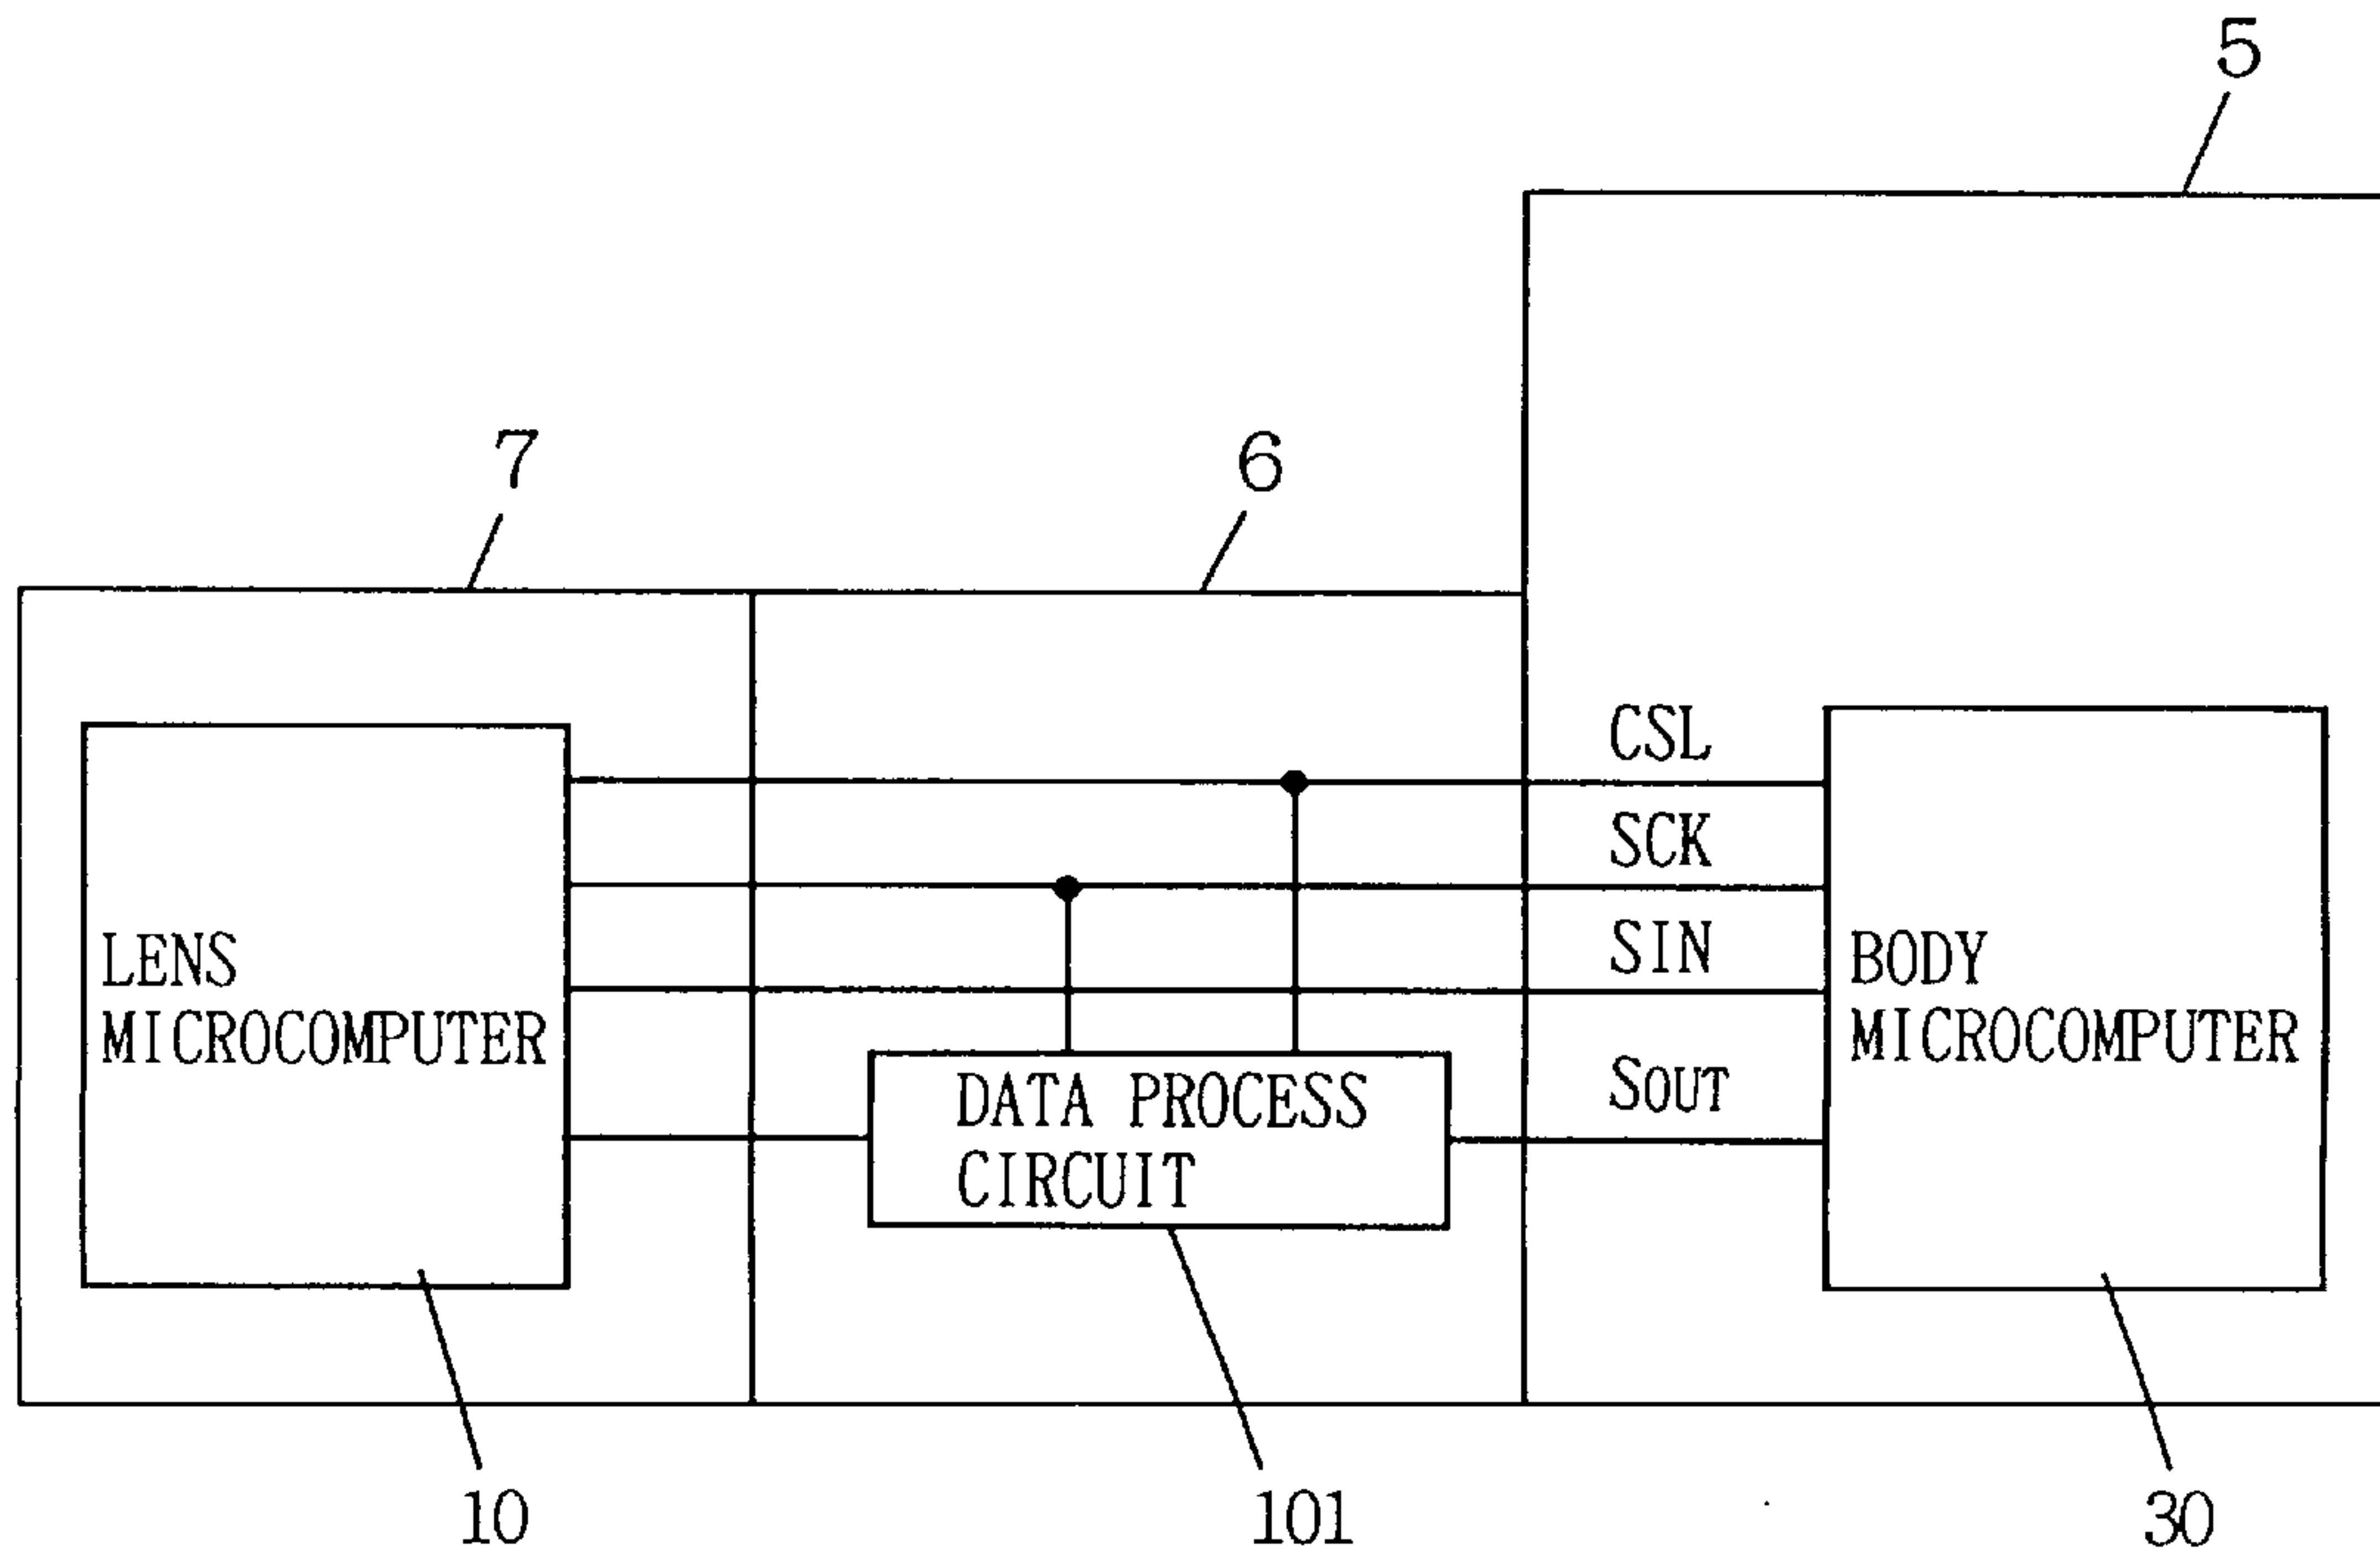 5
7
6
CSL
SCK
SIN
SOUT
LENS
MICROCOMPUTER
DATA PROCESS
CIRCUIT
BODY
MICROCOMPUTER
10
101
30